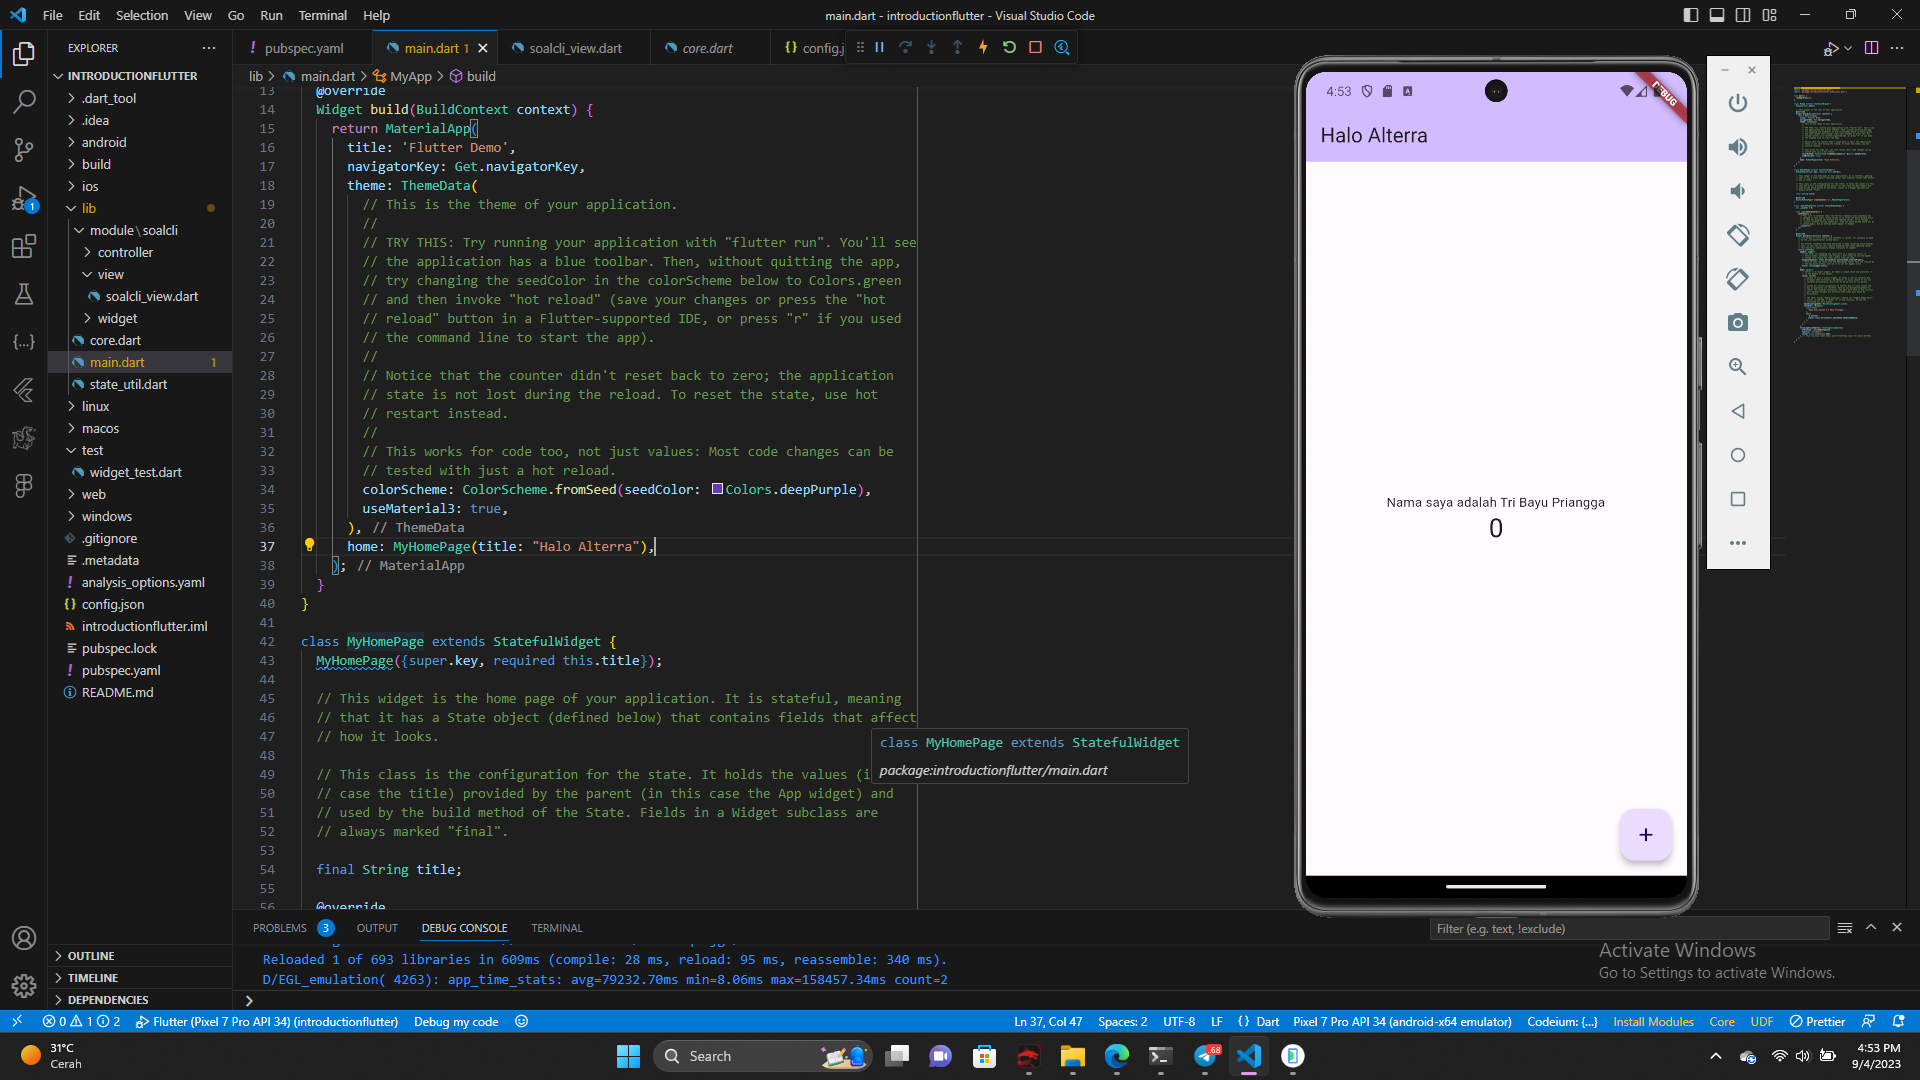 File Edit Selection View Go Run Terminal Help
main.dart - introductionflutter - Visual Studio Code
EXPLORER
INTRODUCTIONFLUTTER
.dart_tool
.idea
android
build
ios
lib
module\soalcli
controller
view
soalcli_view.dart
widget
core.dart
main.dart 1
state_util.dart
linux
macos
test
widget_test.dart
web
windows
.gitignore
.metadata
analysis_options.yaml
config.json
introductionflutter.iml
pubspec.lock
pubspec.yaml
README.md
OUTLINE
TIMELINE
DEPENDENCIES
1
pubspec.yaml main.dart 1 soalcli_view.dart core.dart config.j
lib > main.dart > MyApp > build
13 @override
14 Widget build(BuildContext context) {
15 return MaterialApp(
16 title: 'Flutter Demo',
17 navigatorKey: Get.navigatorKey,
18 theme: ThemeData(
19 // This is the theme of your application.
20 //
21 // TRY THIS: Try running your application with "flutter run". You'll see
22 // the application has a blue toolbar. Then, without quitting the app,
23 // try changing the seedColor in the colorScheme below to Colors.green
24 // and then invoke "hot reload" (save your changes or press the "hot
25 // reload" button in a Flutter-supported IDE, or press "r" if you used
26 // the command line to start the app).
27 //
28 // Notice that the counter didn't reset back to zero; the application
29 // state is not lost during the reload. To reset the state, use hot
30 // restart instead.
31 //
32 // This works for code too, not just values: Most code changes can be
33 // tested with just a hot reload.
34 colorScheme: ColorScheme.fromSeed(seedColor: Colors.deepPurple),
35 useMaterial3: true,
36 ), // ThemeData
37 home: MyHomePage(title: "Halo Alterra"),
38 ); // MaterialApp
39 }
40 }
41
42 class MyHomePage extends StatefulWidget {
43 MyHomePage({super.key, required this.title});
44
45 // This widget is the home page of your application. It is stateful, meaning
46 // that it has a State object (defined below) that contains fields that affect
47 // how it looks.
48
49 // This class is the configuration for the state. It holds the values (i
50 // case the title) provided by the parent (in this case the App widget) and
51 // used by the build method of the State. Fields in a Widget subclass are
52 // always marked "final".
53
54 final String title;
55
56 @override
class MyHomePage extends StatefulWidget
package:introductionflutter/main.dart
4:53
DEBUG
Halo Alterra
Nama saya adalah Tri Bayu Priangga
0
+
PROBLEMS 3 OUTPUT DEBUG CONSOLE TERMINAL
Filter (e.g. text, !exclude)
Reloaded 1 of 693 libraries in 609ms (compile: 28 ms, reload: 95 ms, reassemble: 340 ms).
D/EGL_emulation( 4263): app_time_stats: avg=79232.70ms min=8.06ms max=158457.34ms count=2
Activate Windows
Go to Settings to activate Windows.
0 1 2 Flutter (Pixel 7 Pro API 34) (introductionflutter) Debug my code
Ln 37, Col 47 Spaces: 2 UTF-8 LF {} Dart Pixel 7 Pro API 34 (android-x64 emulator) Codeium: {...} Install Modules Core UDF Prettier
31°C
Cerah
Search
68
4:53 PM
9/4/2023